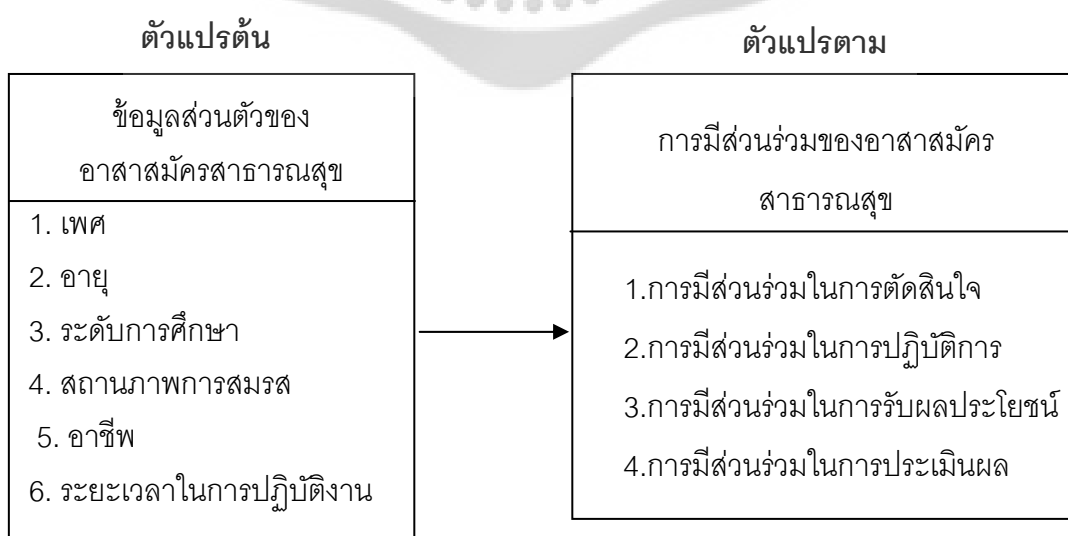 ตัวแปรต้น
ข้อมูลส่วนตัวของ
อาสาสมัครสาธารณสุข
1. เพศ
2. อายุ
3. ระดับการศึกษา
4. สถานภาพการสมรส
5. อาชีพ
6. ระยะเวลาในการปฏิบัติงาน
ตัวแปรตาม
การมีส่วนร่วมของอาสาสมัคร
สาธารณสุข
1.การมีส่วนร่วมในการตัดสินใจ
2.การมีส่วนร่วมในการปฏิบัติการ
3.การมีส่วนร่วมในการรับผลประโยชน์
4.การมีส่วนร่วมในการประเมินผล